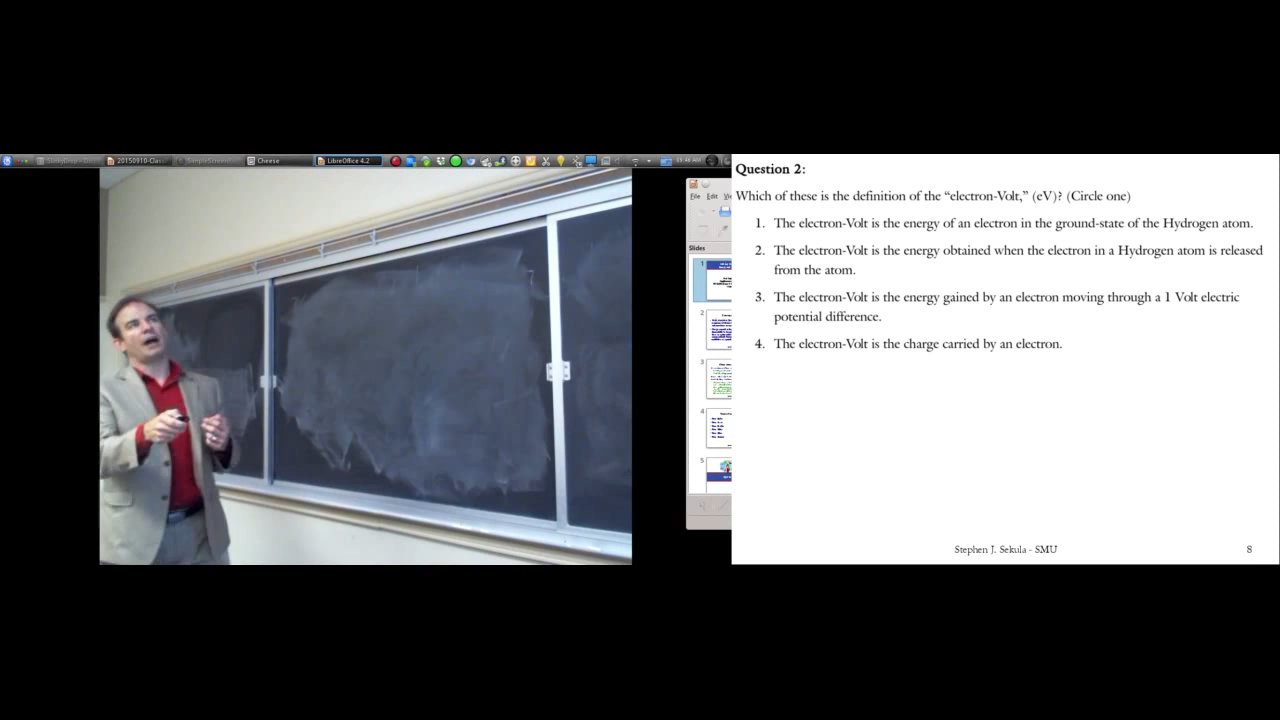 20150910-Clas
Cheese
LibreOffice 4.2
File Edit
Slides
1
2
3
4
5
Question 2:
Which of these is the definition of the “electron-Volt,” (eV)? (Circle one)
1. The electron-Volt is the energy of an electron in the ground-state of the Hydrogen atom.
2. The electron-Volt is the energy obtained when the electron in a Hydrogen atom is released
from the atom.
3. The electron-Volt is the energy gained by an electron moving through a 1 Volt electric
potential difference.
4. The electron-Volt is the charge carried by an electron.
Stephen J. Sekula - SMU 8